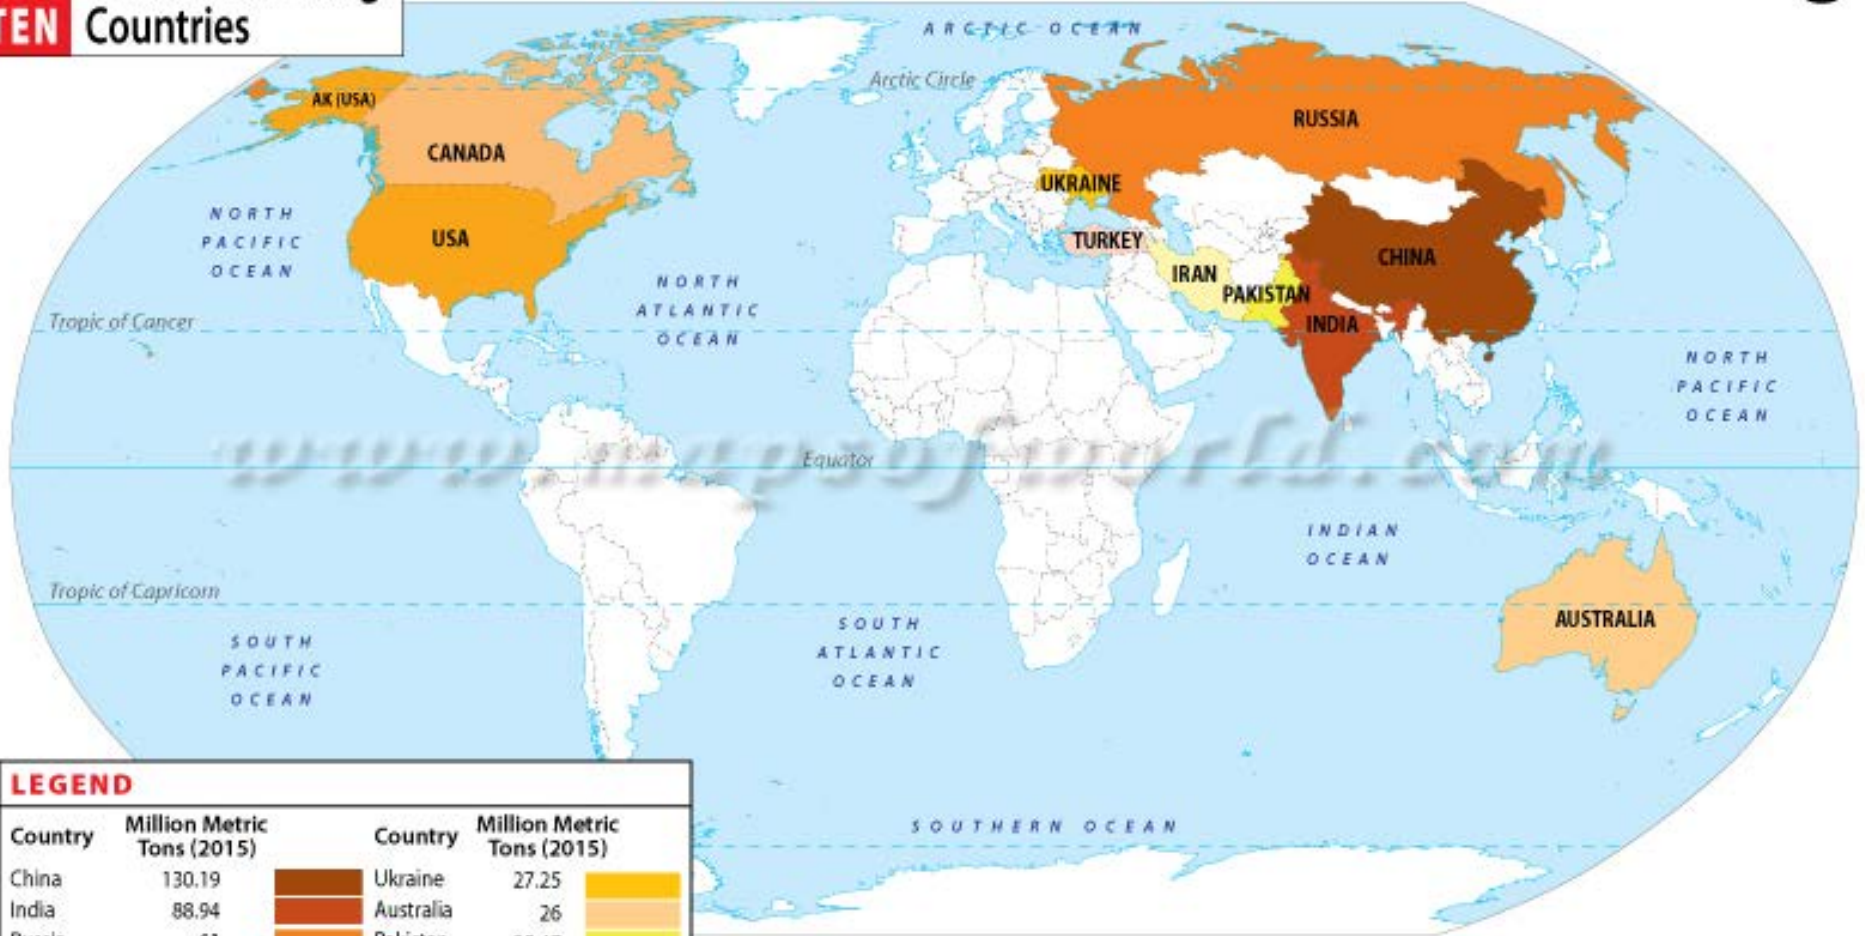 TEN Countries
ARCTIC OCEAN
Arctic Circle
AK (USA)
CANADA
RUSSIA
UKRAINE
USA
TURKEY
CHINA
IRAN
PAKISTAN
INDIA
NORTH
PACIFIC
OCEAN
NORTH
ATLANTIC
OCEAN
Tropic of Cancer
NORTH
PACIFIC
OCEAN
www.mapsofworld.com
Equator
INDIAN
OCEAN
Tropic of Capricorn
AUSTRALIA
SOUTH
PACIFIC
OCEAN
SOUTH
ATLANTIC
OCEAN
SOUTHERN OCEAN
LEGEND
Country Million Metric Tons (2015) Country Million Metric Tons (2015)
China 130.19 Ukraine 27.25
India 88.94 Australia 26